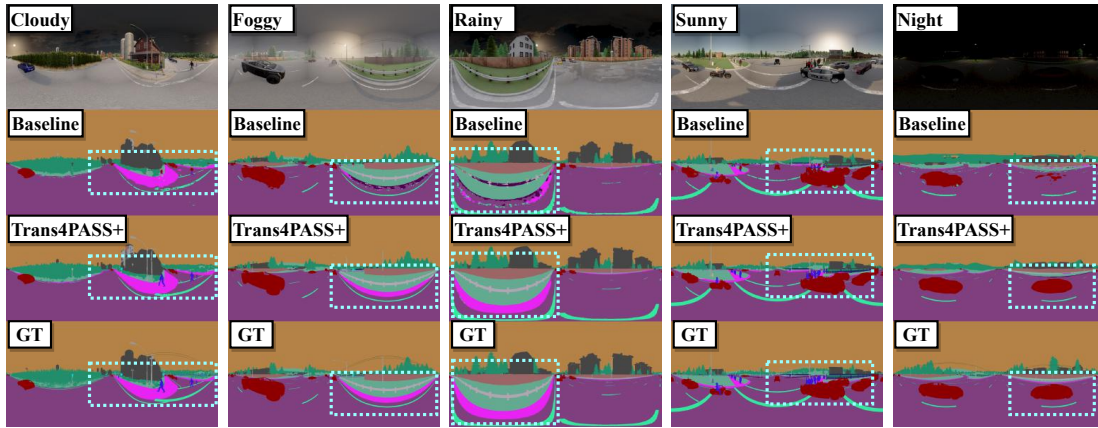 Cloudy Foggy Rainy Sunny Night
Baseline Baseline Baseline Baseline Baseline
Trans4PASS+ Trans4PASS+ Trans4PASS+ Trans4PASS+ Trans4PASS+
GT GT GT GT GT